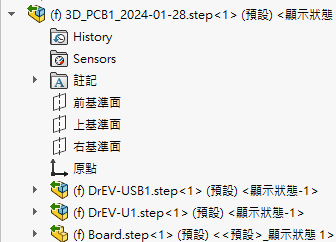 (f) 3D_PCB1_2024-01-28.step<1> (預設) <顯示狀態
History
Sensors
註記
前基準面
上基準面
右基準面
原點
(f) DrEV-USB1.step<1> (預設) <顯示狀態-1>
(f) DrEV-U1.step<1> (預設) <顯示狀態-1>
(f) Board.step<1> (預設) <<預設>_顯示狀態 1>